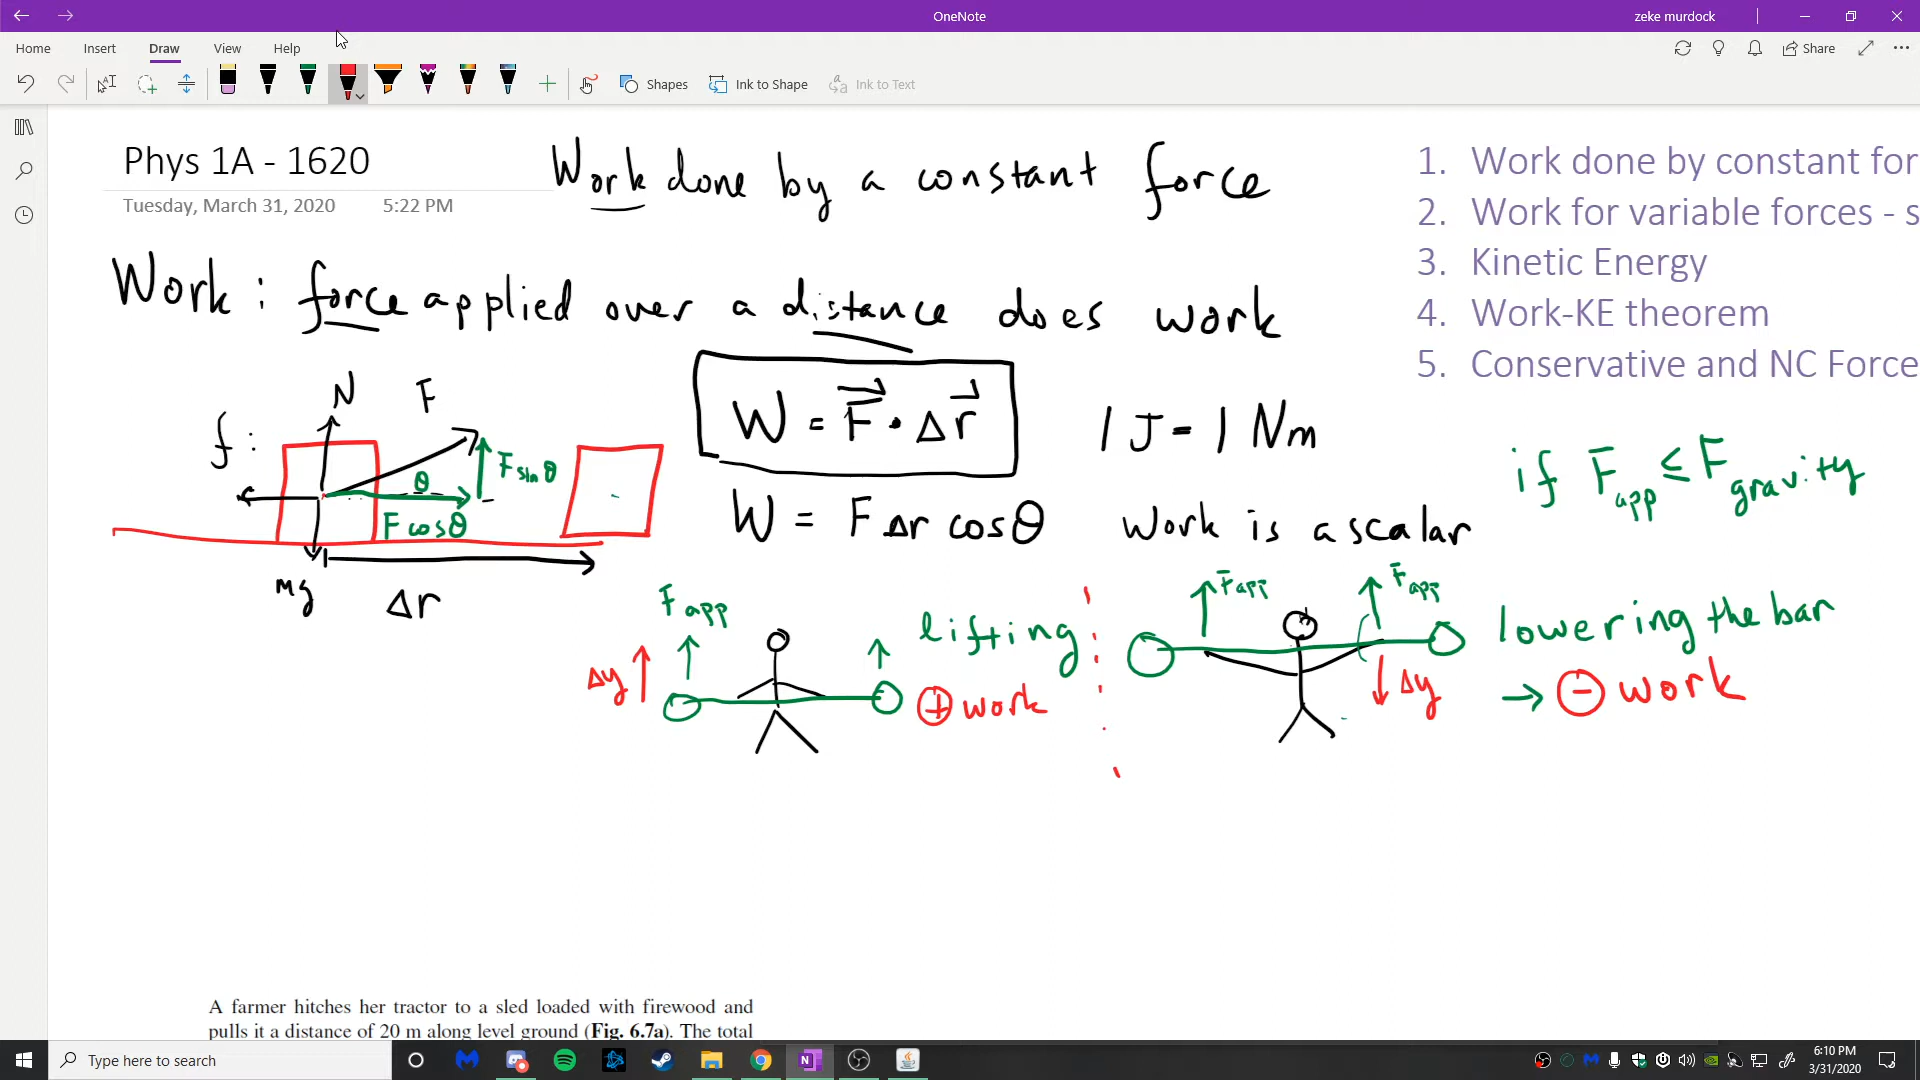 OneNote
zeke murdock
Home Insert Draw View Help
Share
Shapes
Ink to Shape
Ink to Text
Phys 1A - 1620
Tuesday, March 31, 2020 5:22 PM
Work done by a constant force
1. Work done by constant for
2. Work for variable forces - s
3. Kinetic Energy
4. Work-KE theorem
5. Conservative and NC Force
Work : force applied over a distance does work
N
F
f :
θ
F sin θ
F cos θ
mg
Δr
W = F · Δr
1 J = 1 Nm
W = F Δr cos θ
Work is a scalar
if F app ≤ F gravity
F app
Δy
lifting
+ work
F app
F app
Δy
lowering the bar
→ - work
A farmer hitches her tractor to a sled loaded with firewood and
pulls it a distance of 20 m along level ground (Fig. 6.7a). The total
Type here to search
6:10 PM
3/31/2020